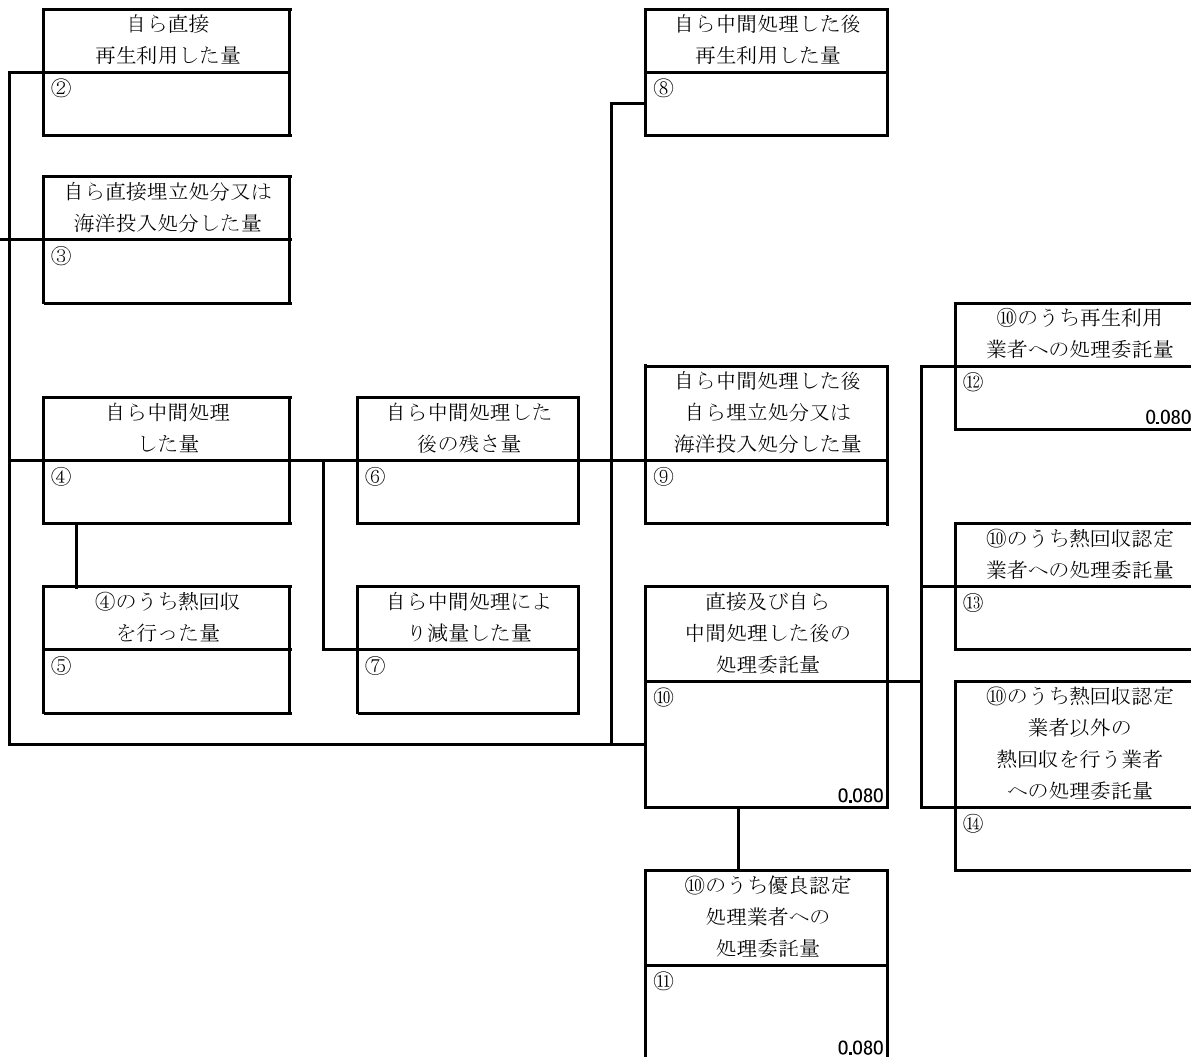 自ら直接
再生利用した量
②
自ら中間処理した後
再生利用した量
⑧
自ら直接埋立処分又は
海洋投入処分した量
③
⑩のうち再生利用
業者への処理委託量
⑫
0.080
自ら中間処理
した量
④
自ら中間処理した
後の残さ量
⑥
自ら中間処理した後
自ら埋立処分又は
海洋投入処分した量
⑨
⑩のうち熱回収認定
業者への処理委託量
⑬
④のうち熱回収
を行った量
⑤
自ら中間処理によ
り減量した量
⑦
直接及び自ら
中間処理した後の
処理委託量
⑩
0.080
⑩のうち熱回収認定
業者以外の
熱回収を行う業者
への処理委託量
⑭
⑩のうち優良認定
処理業者への
処理委託量
⑪
0.080